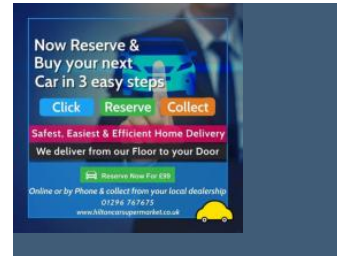 Now Reserve &
Buy your next
Car in 3 easy steps
Click Reserve Collect
Safest, Easiest & Efficient Home Delivery
We deliver from our Floor to your Door
Reserve Now For £99
Online or by Phone & collect from your local dealership
01296 767675
www.hiltoncarsupermarket.co.uk